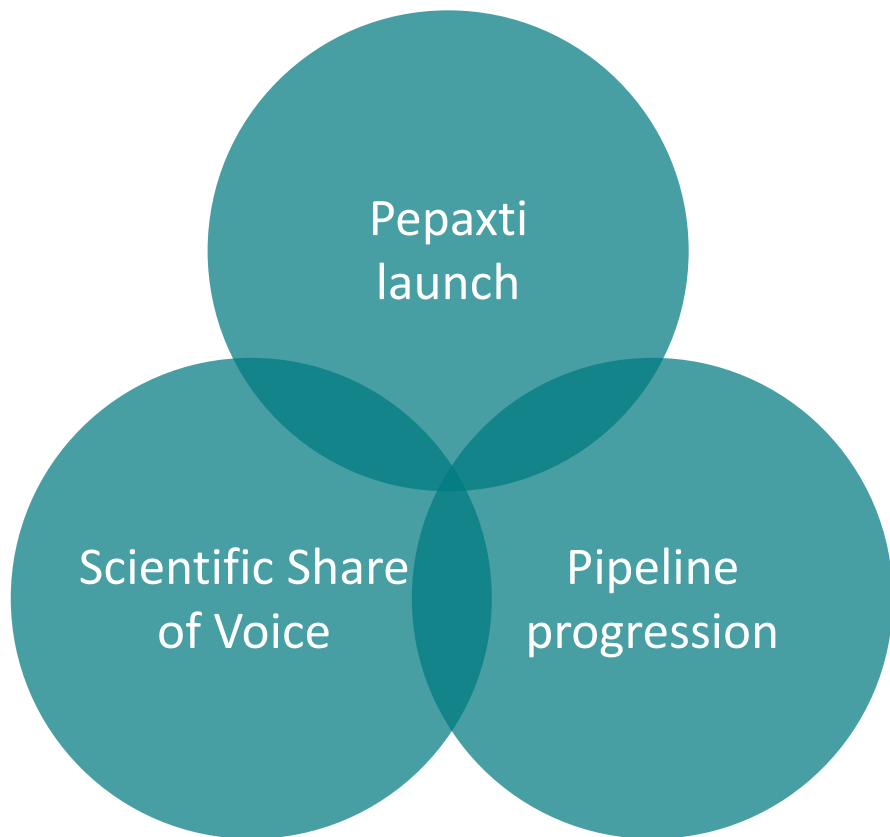 Pepaxti
launch
Scientific Share
of Voice
Pipeline
progression